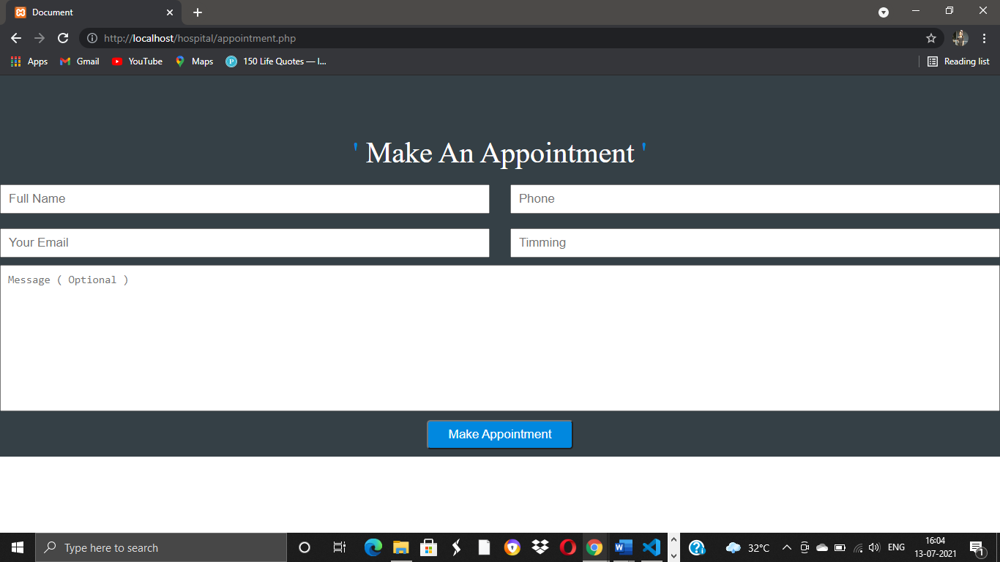 Document
http://localhost/hospital/appointment.php
Apps Gmail YouTube Maps P 150 Life Quotes — I... Reading list
' Make An Appointment '
Full Name Phone
Your Email Timming
Message ( Optional )
Make Appointment
Type here to search
32°C ENG 16:04
13-07-2021 1